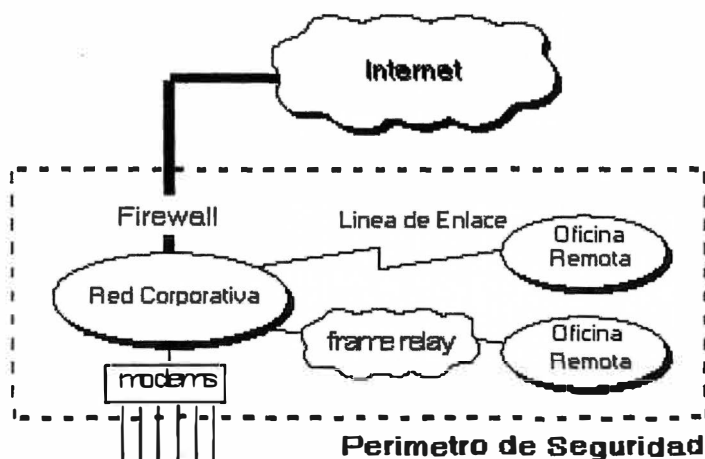 Internet
Firewall
Linea de Enlace
Oficina
Remota
Red Corporativa
frame relay
Oficina
Remota
modems
Perimetro de Seguridad